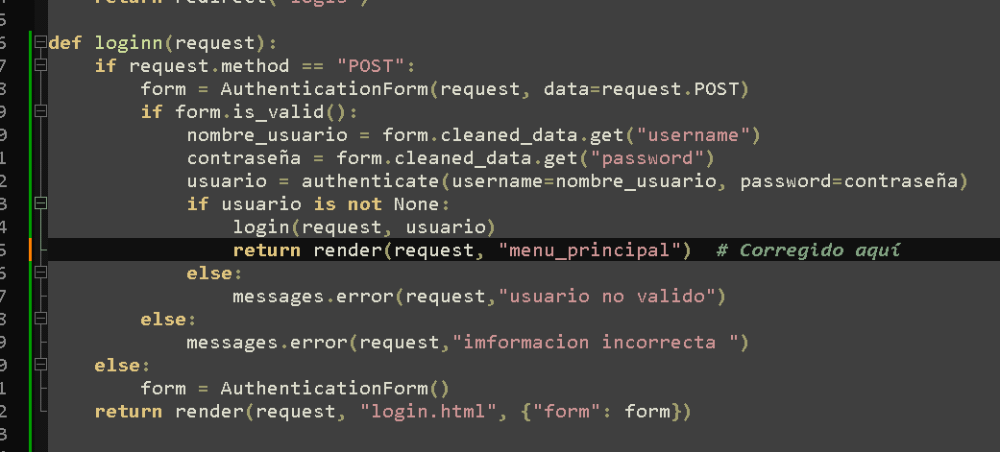 def loginn(request):
    if request.method == "POST":
        form = AuthenticationForm(request, data=request.POST)
        if form.is_valid():
            nombre_usuario = form.cleaned_data.get("username")
            contraseña = form.cleaned_data.get("password")
            usuario = authenticate(username=nombre_usuario, password=contraseña)
            if usuario is not None:
                login(request, usuario)
                return render(request, "menu_principal")  # Corregido aquí
            else:
                messages.error(request,"usuario no valido")
        else:
            messages.error(request,"imformacion incorrecta ")
    else:
        form = AuthenticationForm()
    return render(request, "login.html", {"form": form})